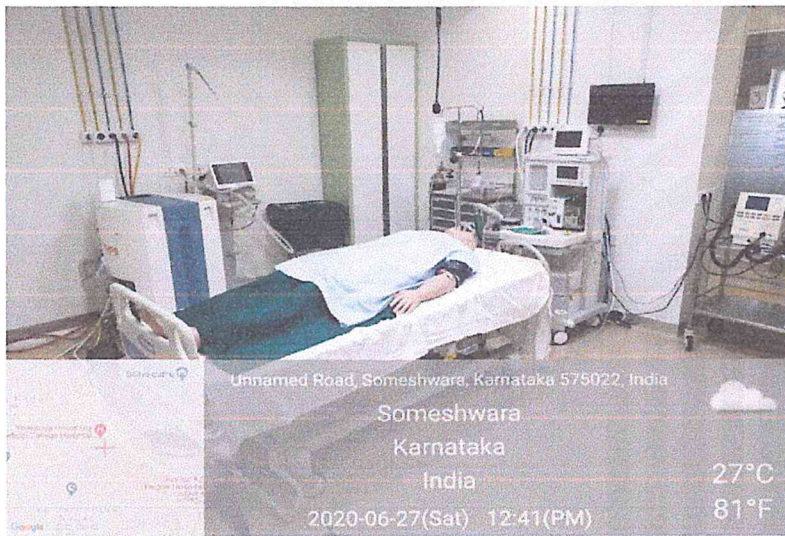 Unnamed Road, Someshwara, Karnataka 575022, India
Someshwara
Karnataka
India
27°C
81°F
2020-06-27(Sat) 12:41(PM)
Google